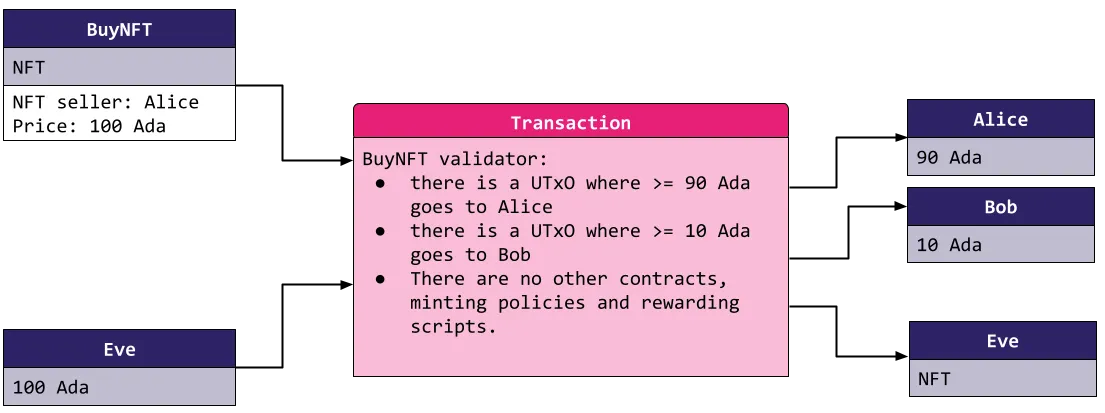 BuyNFT
NFT
NFT seller: Alice
Price: 100 Ada
Eve
100 Ada
Transaction
BuyNFT validator:
● there is a UTxO where >= 90 Ada
goes to Alice
● there is a UTxO where >= 10 Ada
goes to Bob
● There are no other contracts,
minting policies and rewarding
scripts.
Alice
90 Ada
Bob
10 Ada
Eve
NFT